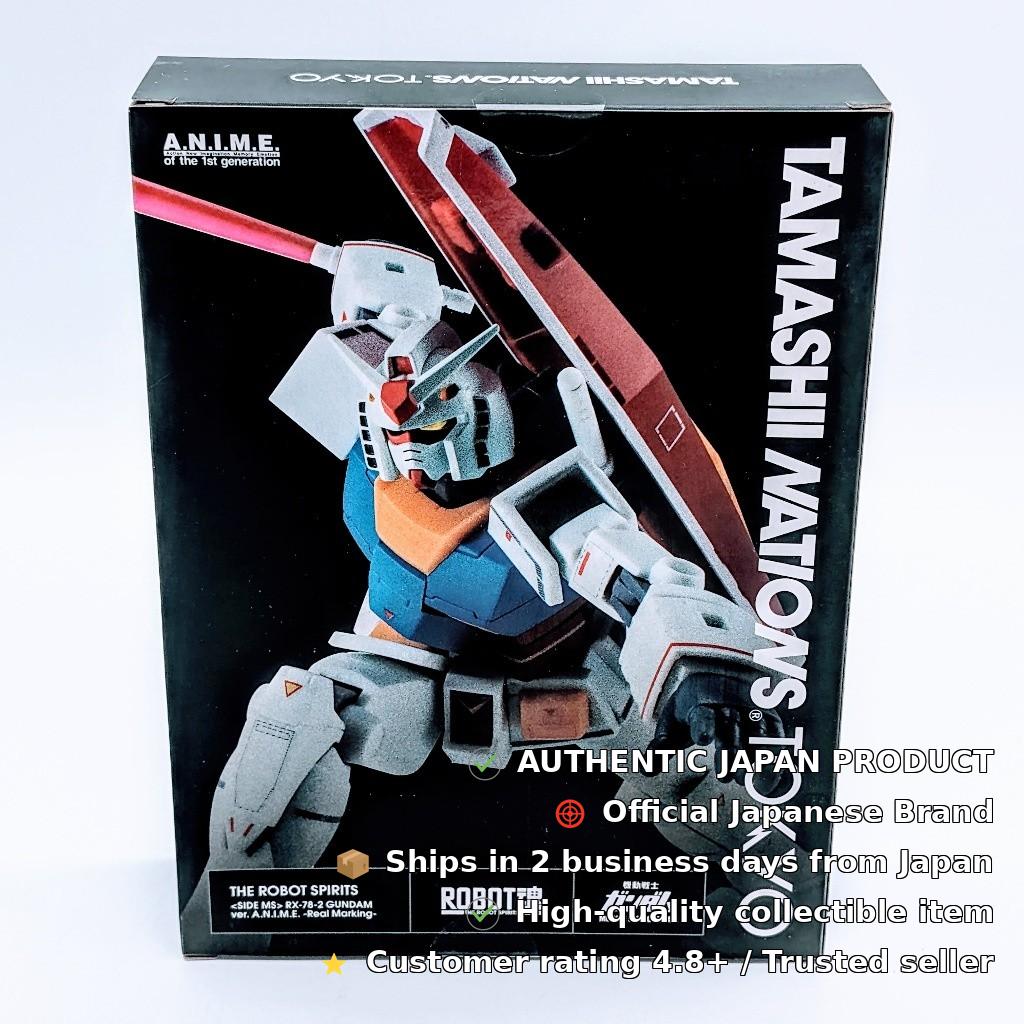 TAMASHII NATIONS. TOKYO
A.N.I.M.E.
of the 1st generation
TAMASHII NATIONS® TOKYO
AUTHENTIC JAPAN PRODUCT
Official Japanese Brand
Ships in 2 business days from Japan
THE ROBOT SPIRITS
<SIDE MS> RX-78-2 GUNDAM
ver. A.N.I.M.E. -Real Marking-
ROBOT魂
機動戦士
ガンダム
High-quality collectible item
Customer rating 4.8+ / Trusted seller